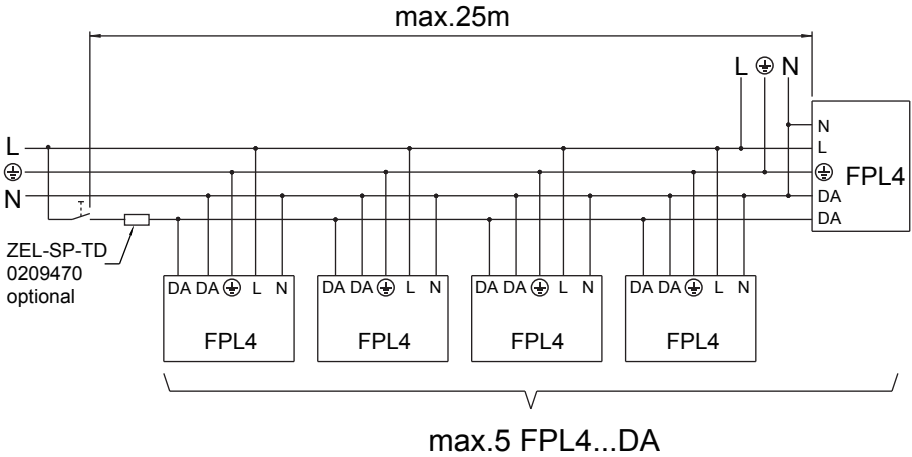 max.25m
L N
N
L
L
FPL4
N
DA
DA
ZEL-SP-TD
0209470
optional
DA DA L N
DA DA L N
DA DA L N
DA DA L N
FPL4
FPL4
FPL4
FPL4
max.5 FPL4...DA